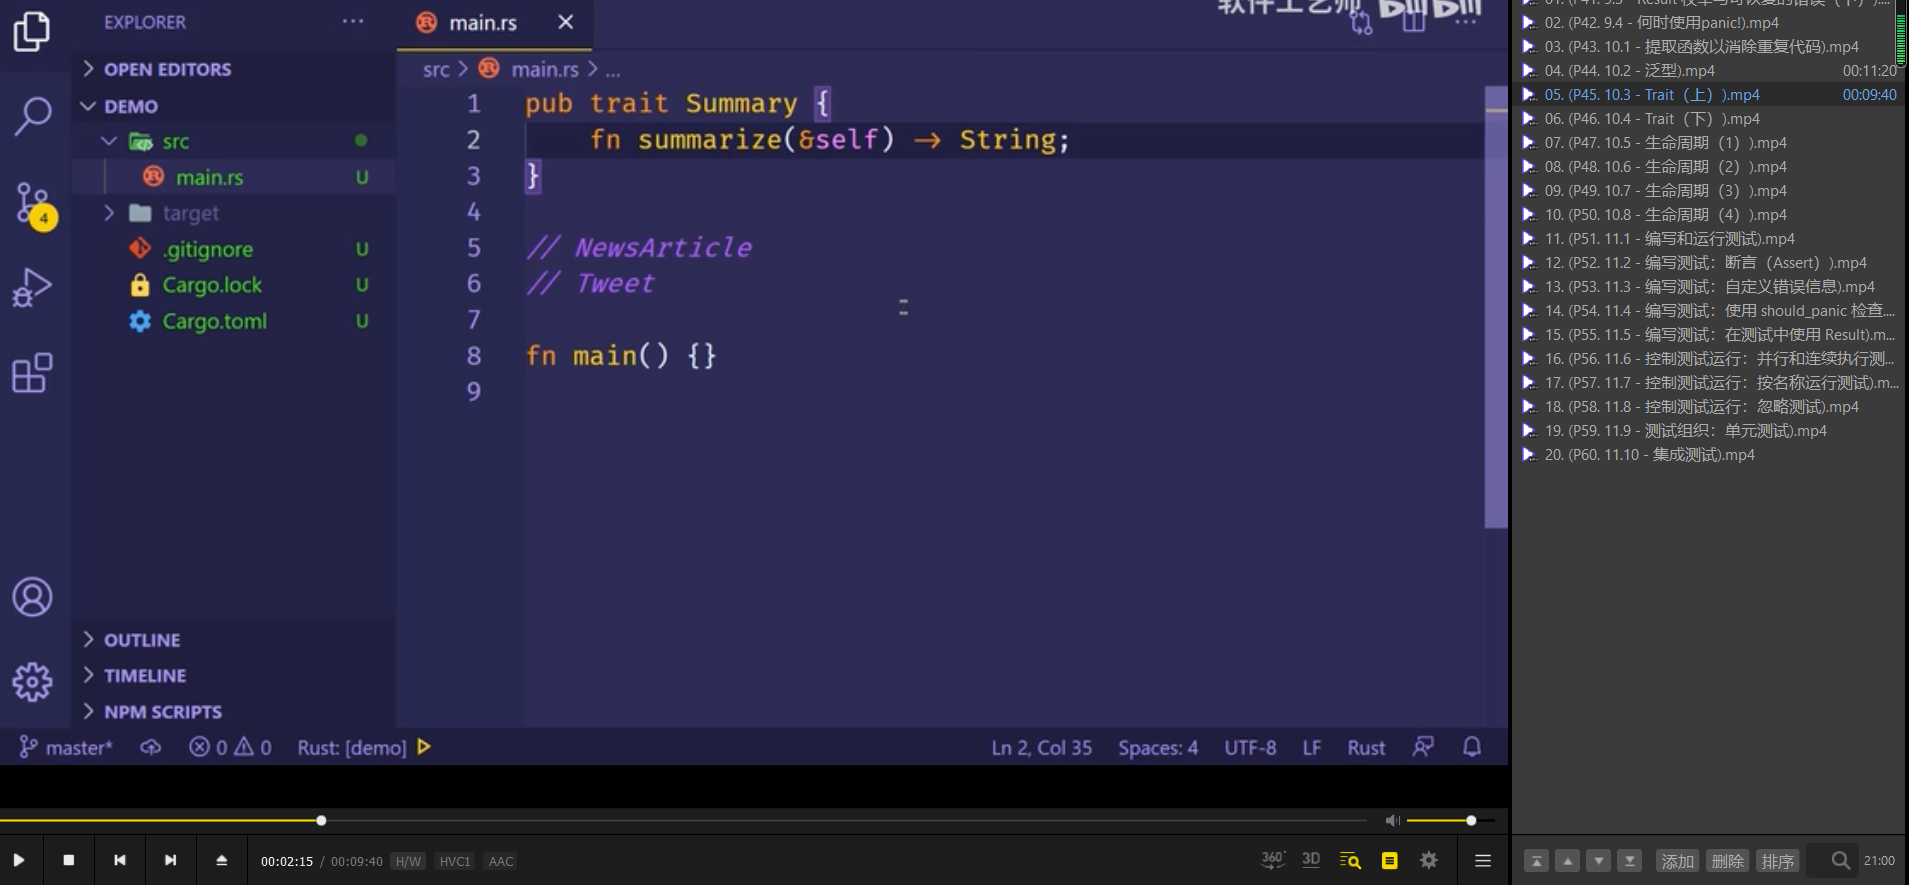 EXPLORER
main.rs
软件工艺师 bilibili
OPEN EDITORS
src > main.rs > ...
DEMO
src
main.rs U
target
.gitignore U
Cargo.lock U
Cargo.toml U
4
1 pub trait Summary {
2 fn summarize(&self) -> String;
3 }
4
5 // NewsArticle
6 // Tweet
7
8 fn main() {}
9
OUTLINE
TIMELINE
NPM SCRIPTS
master* 0 0 Rust: [demo] Ln 2, Col 35 Spaces: 4 UTF-8 LF Rust
00:02:15 / 00:09:40 H/W HVC1 AAC 360° 3D
02. (P42. 9.4 - 何时使用panic!).mp4
03. (P43. 10.1 - 提取函数以消除重复代码).mp4
04. (P44. 10.2 - 泛型).mp4 00:11:20
05. (P45. 10.3 - Trait（上）).mp4 00:09:40
06. (P46. 10.4 - Trait（下）).mp4
07. (P47. 10.5 - 生命周期（1）).mp4
08. (P48. 10.6 - 生命周期（2）).mp4
09. (P49. 10.7 - 生命周期（3）).mp4
10. (P50. 10.8 - 生命周期（4）).mp4
11. (P51. 11.1 - 编写和运行测试).mp4
12. (P52. 11.2 - 编写测试：断言（Assert）).mp4
13. (P53. 11.3 - 编写测试：自定义错误信息).mp4
14. (P54. 11.4 - 编写测试：使用 should_panic 检查....
15. (P55. 11.5 - 编写测试：在测试中使用 Result).m...
16. (P56. 11.6 - 控制测试运行：并行和连续执行测...
17. (P57. 11.7 - 控制测试运行：按名称运行测试).m...
18. (P58. 11.8 - 控制测试运行：忽略测试).mp4
19. (P59. 11.9 - 测试组织：单元测试).mp4
20. (P60. 11.10 - 集成测试).mp4
添加 删除 排序 21:00